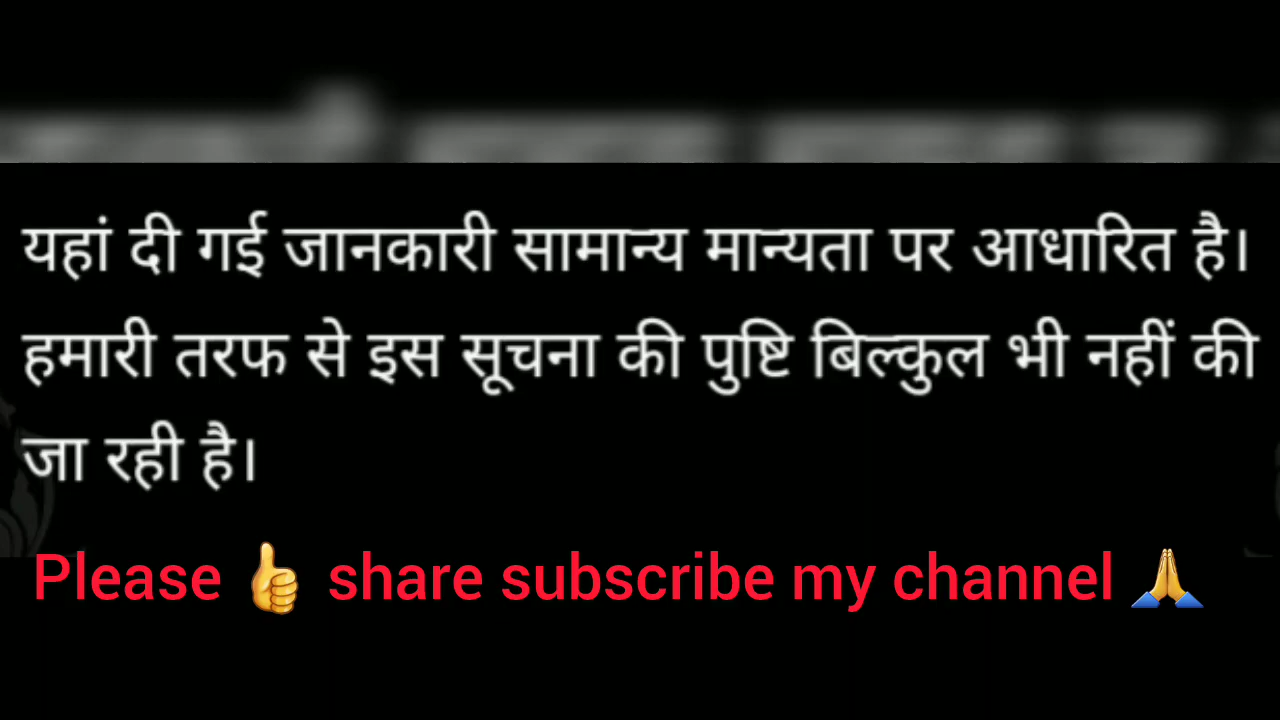 यहां दी गई जानकारी सामान्य मान्यता पर आधारित है।
हमारी तरफ से इस सूचना की पुष्टि बिल्कुल भी नहीं की
जा रही है।
Please 👍 share subscribe my channel 🙏